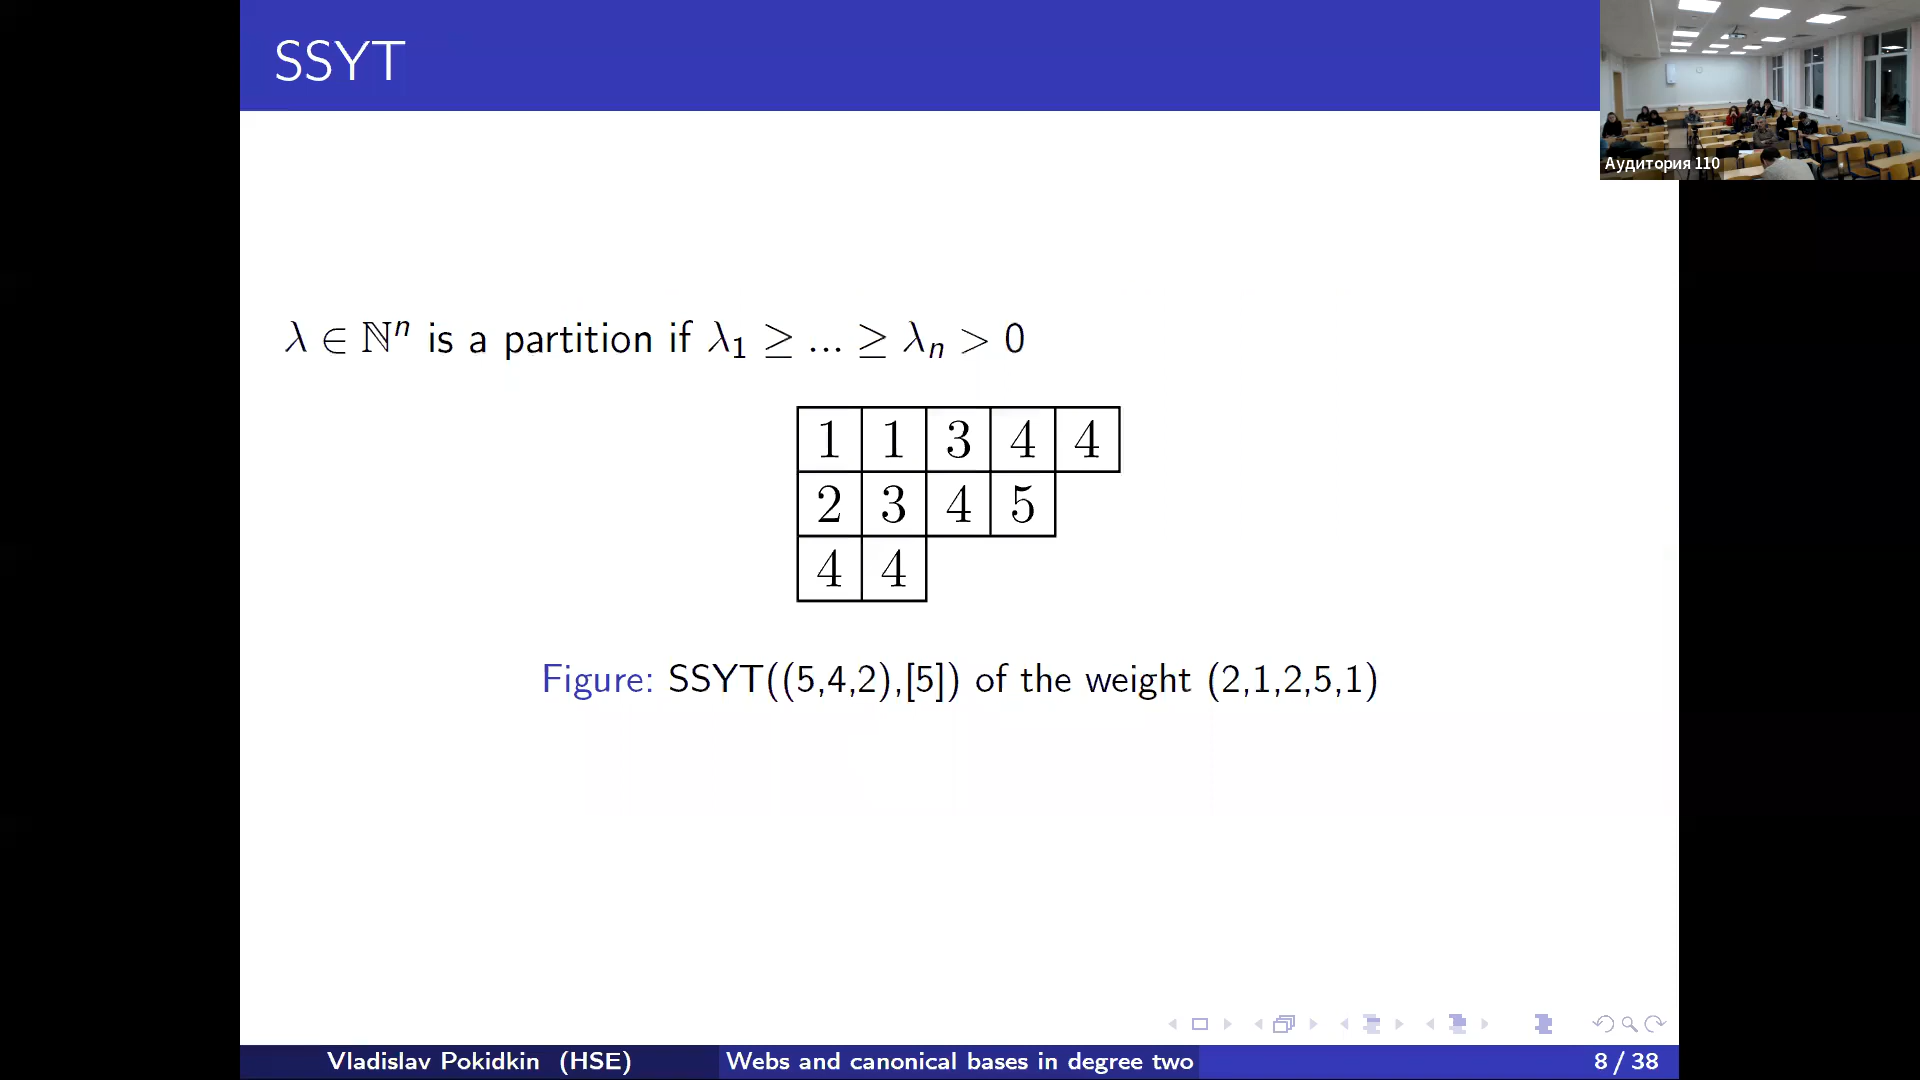 SSYT
Аудитория 110
λ ∈ ℕⁿ is a partition if λ₁ ≥ ... ≥ λₙ > 0
1 1 3 4 4
2 3 4 5
4 4
Figure: SSYT((5,4,2),[5]) of the weight (2,1,2,5,1)
Vladislav Pokidkin (HSE) Webs and canonical bases in degree two 8 / 38